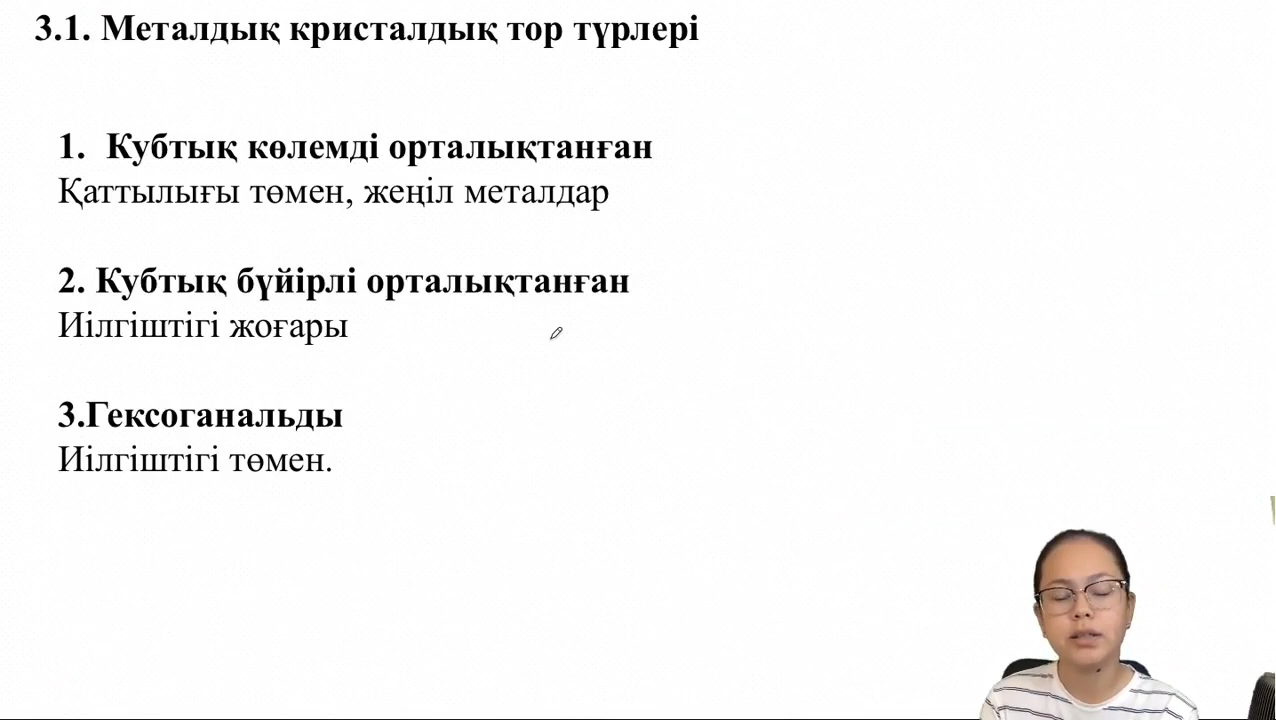 3.1. Металдық кристалдық тор түрлері
1. Кубтық көлемді орталықтанған
Қаттылығы төмен, жеңіл металдар
2. Кубтық бүйірлі орталықтанған
Иілгіштігі жоғары
3.Гексоганальды
Иілгіштігі төмен.